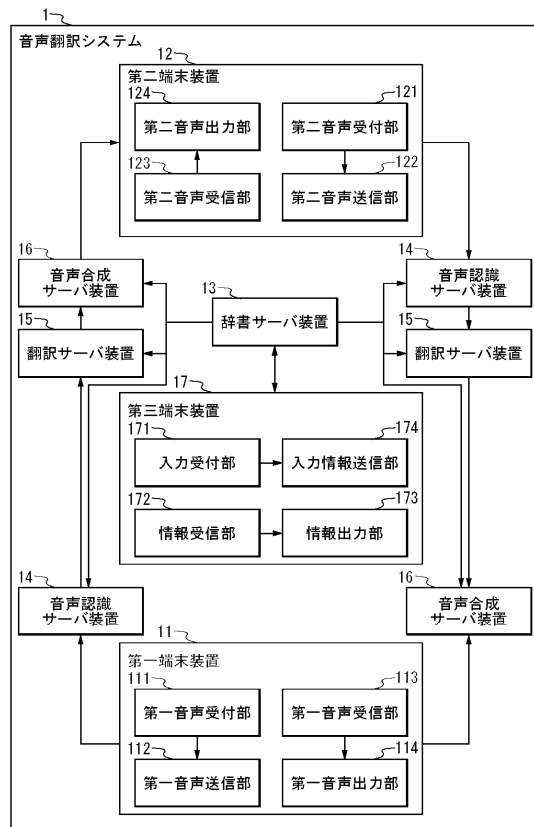 1
音声翻訳システム
12
第二端末装置
124
121
第二音声出力部
第二音声受付部
123
122
第二音声受信部
第二音声送信部
16
14
音声合成
サーバ装置
音声認識
サーバ装置
13
辞書サーバ装置
15
15
翻訳サーバ装置
翻訳サーバ装置
17
第三端末装置
171
174
入力受付部
入力情報送信部
172
173
情報受信部
情報出力部
14
16
音声認識
サーバ装置
音声合成
サーバ装置
11
第一端末装置
111
113
第一音声受付部
第一音声受信部
112
114
第一音声送信部
第一音声出力部